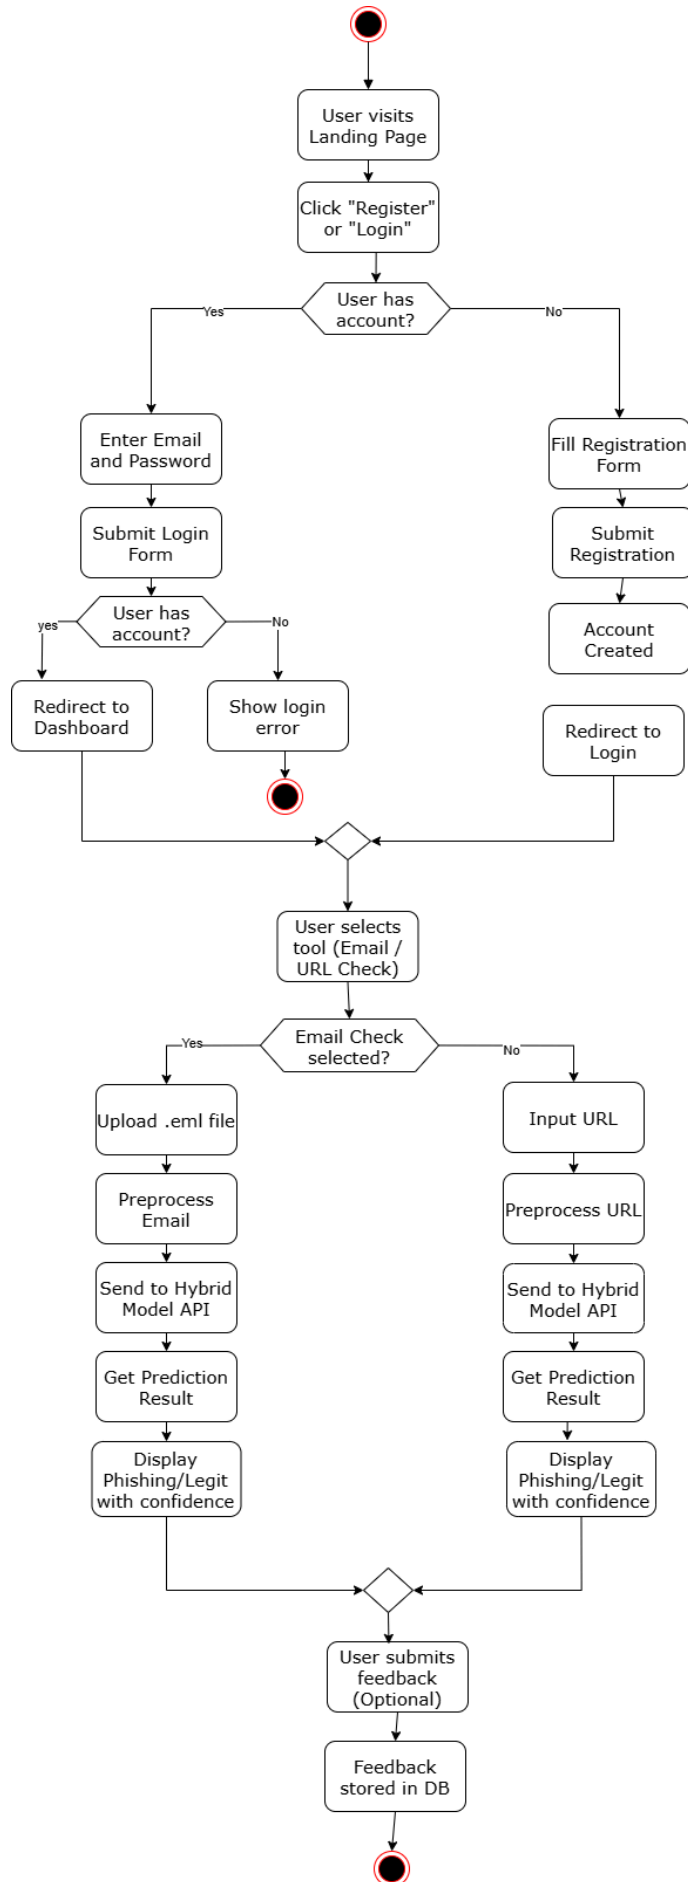 User visits
Landing Page
Click "Register"
or "Login"
User has
account?
Yes
No
Enter Email
and Password
Fill Registration
Form
Submit Login
Form
Submit
Registration
User has
account?
yes
No
Account
Created
Redirect to
Dashboard
Show login
error
Redirect to
Login
User selects
tool (Email /
URL Check)
Email Check
selected?
Yes
No
Upload .eml file
Input URL
Preprocess
Email
Preprocess URL
Send to Hybrid
Model API
Send to Hybrid
Model API
Get Prediction
Result
Get Prediction
Result
Display
Phishing/Legit
with confidence
Display
Phishing/Legit
with confidence
User submits
feedback
(Optional)
Feedback
stored in DB